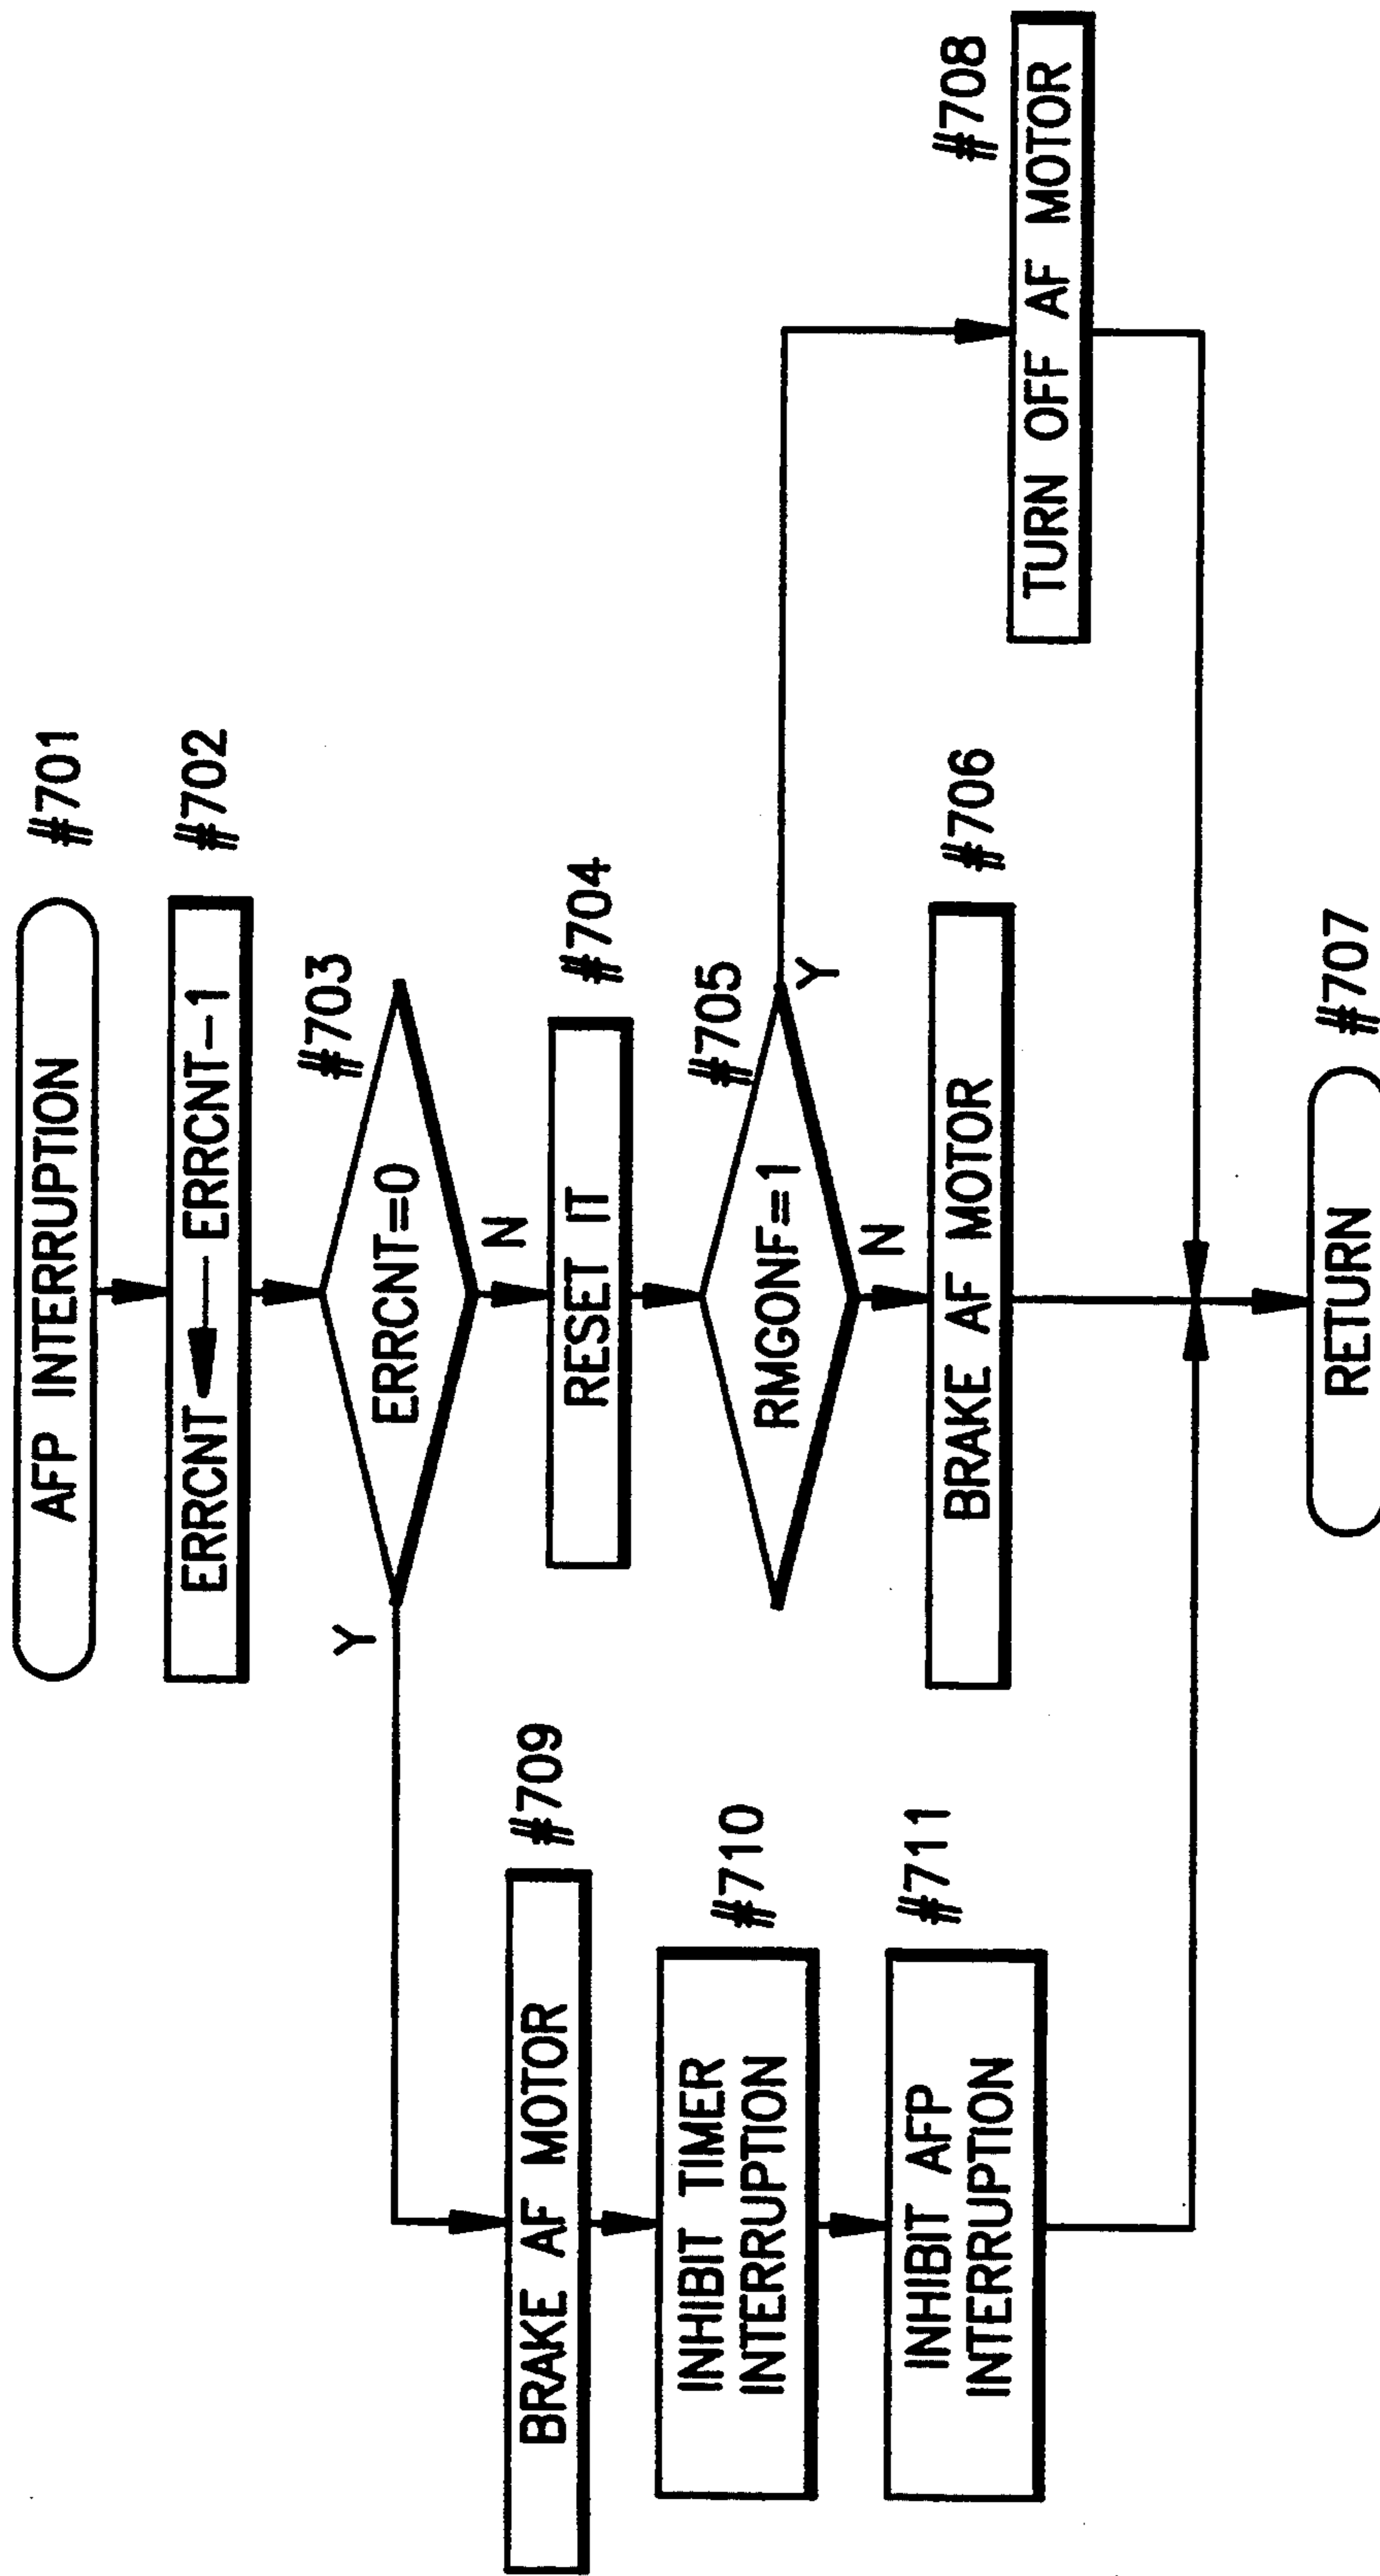 AFP INTERRUPTION #701
ERRCNT ← ERRCNT-1 #702
ERRCNT=0 #703
Y
N
RESET IT #704
RMGONF=1 #705
Y
N
BRAKE AF MOTOR #706
TURN OFF AF MOTOR #708
BRAKE AF MOTOR #709
INHIBIT TIMER
INTERRUPTION
#710
INHIBIT AFP
INTERRUPTION
#711
RETURN #707